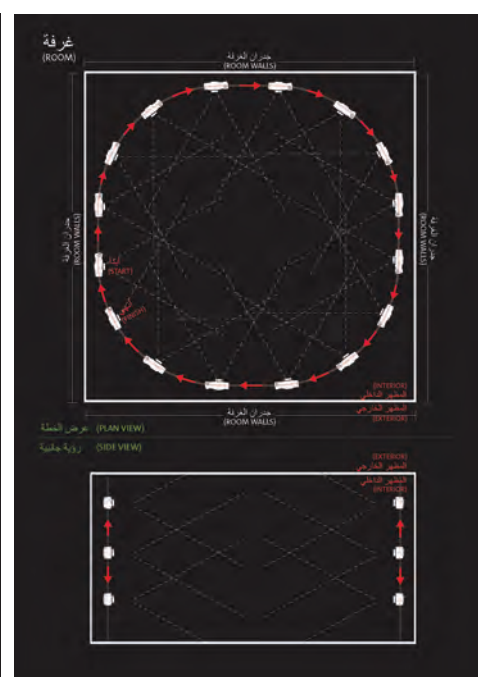 غرفة
(ROOM)
جدران الغرفة
(ROOM WALLS)
جدران الغرفة
(ROOM WALLS)
جدران الغرفة
(ROOM WALLS)
(START)
(FINISH)
(INTERIOR)
المظهر الداخلي
المظهر الخارجي
(EXTERIOR)
جدران الغرفة
(ROOM WALLS)
عرض الخطة (PLAN VIEW)
رؤية جانبية (SIDE VIEW)
(EXTERIOR)
المظهر الخارجي
المظهر الداخلي
(INTERIOR)